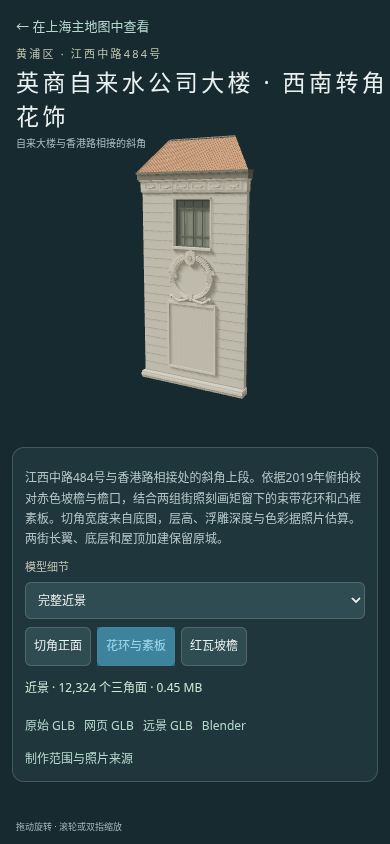 ← 在上海主地图中查看
黄浦区 · 江西中路484号
英商自来水公司大楼 · 西南转角
花饰
自来水大楼与香港路相接的斜角
江西中路484号与香港路相接处的斜角上段。依据2019年俯拍校
对赤色坡檐与檐口，结合两组街照刻画矩窗下的束带花环和凸框
素板。切角宽度来自底图，层高、浮雕深度与色彩据照片估算。
两街长翼、底层和屋顶加建保留原城。
模型细节
完整近景
切角正面 花环与素板 红瓦坡檐
近景 · 12,324 个三角面 · 0.45 MB
原始 GLB 网页 GLB 远景 GLB Blender
制作范围与照片来源
拖动旋转 · 滚轮或双指缩放